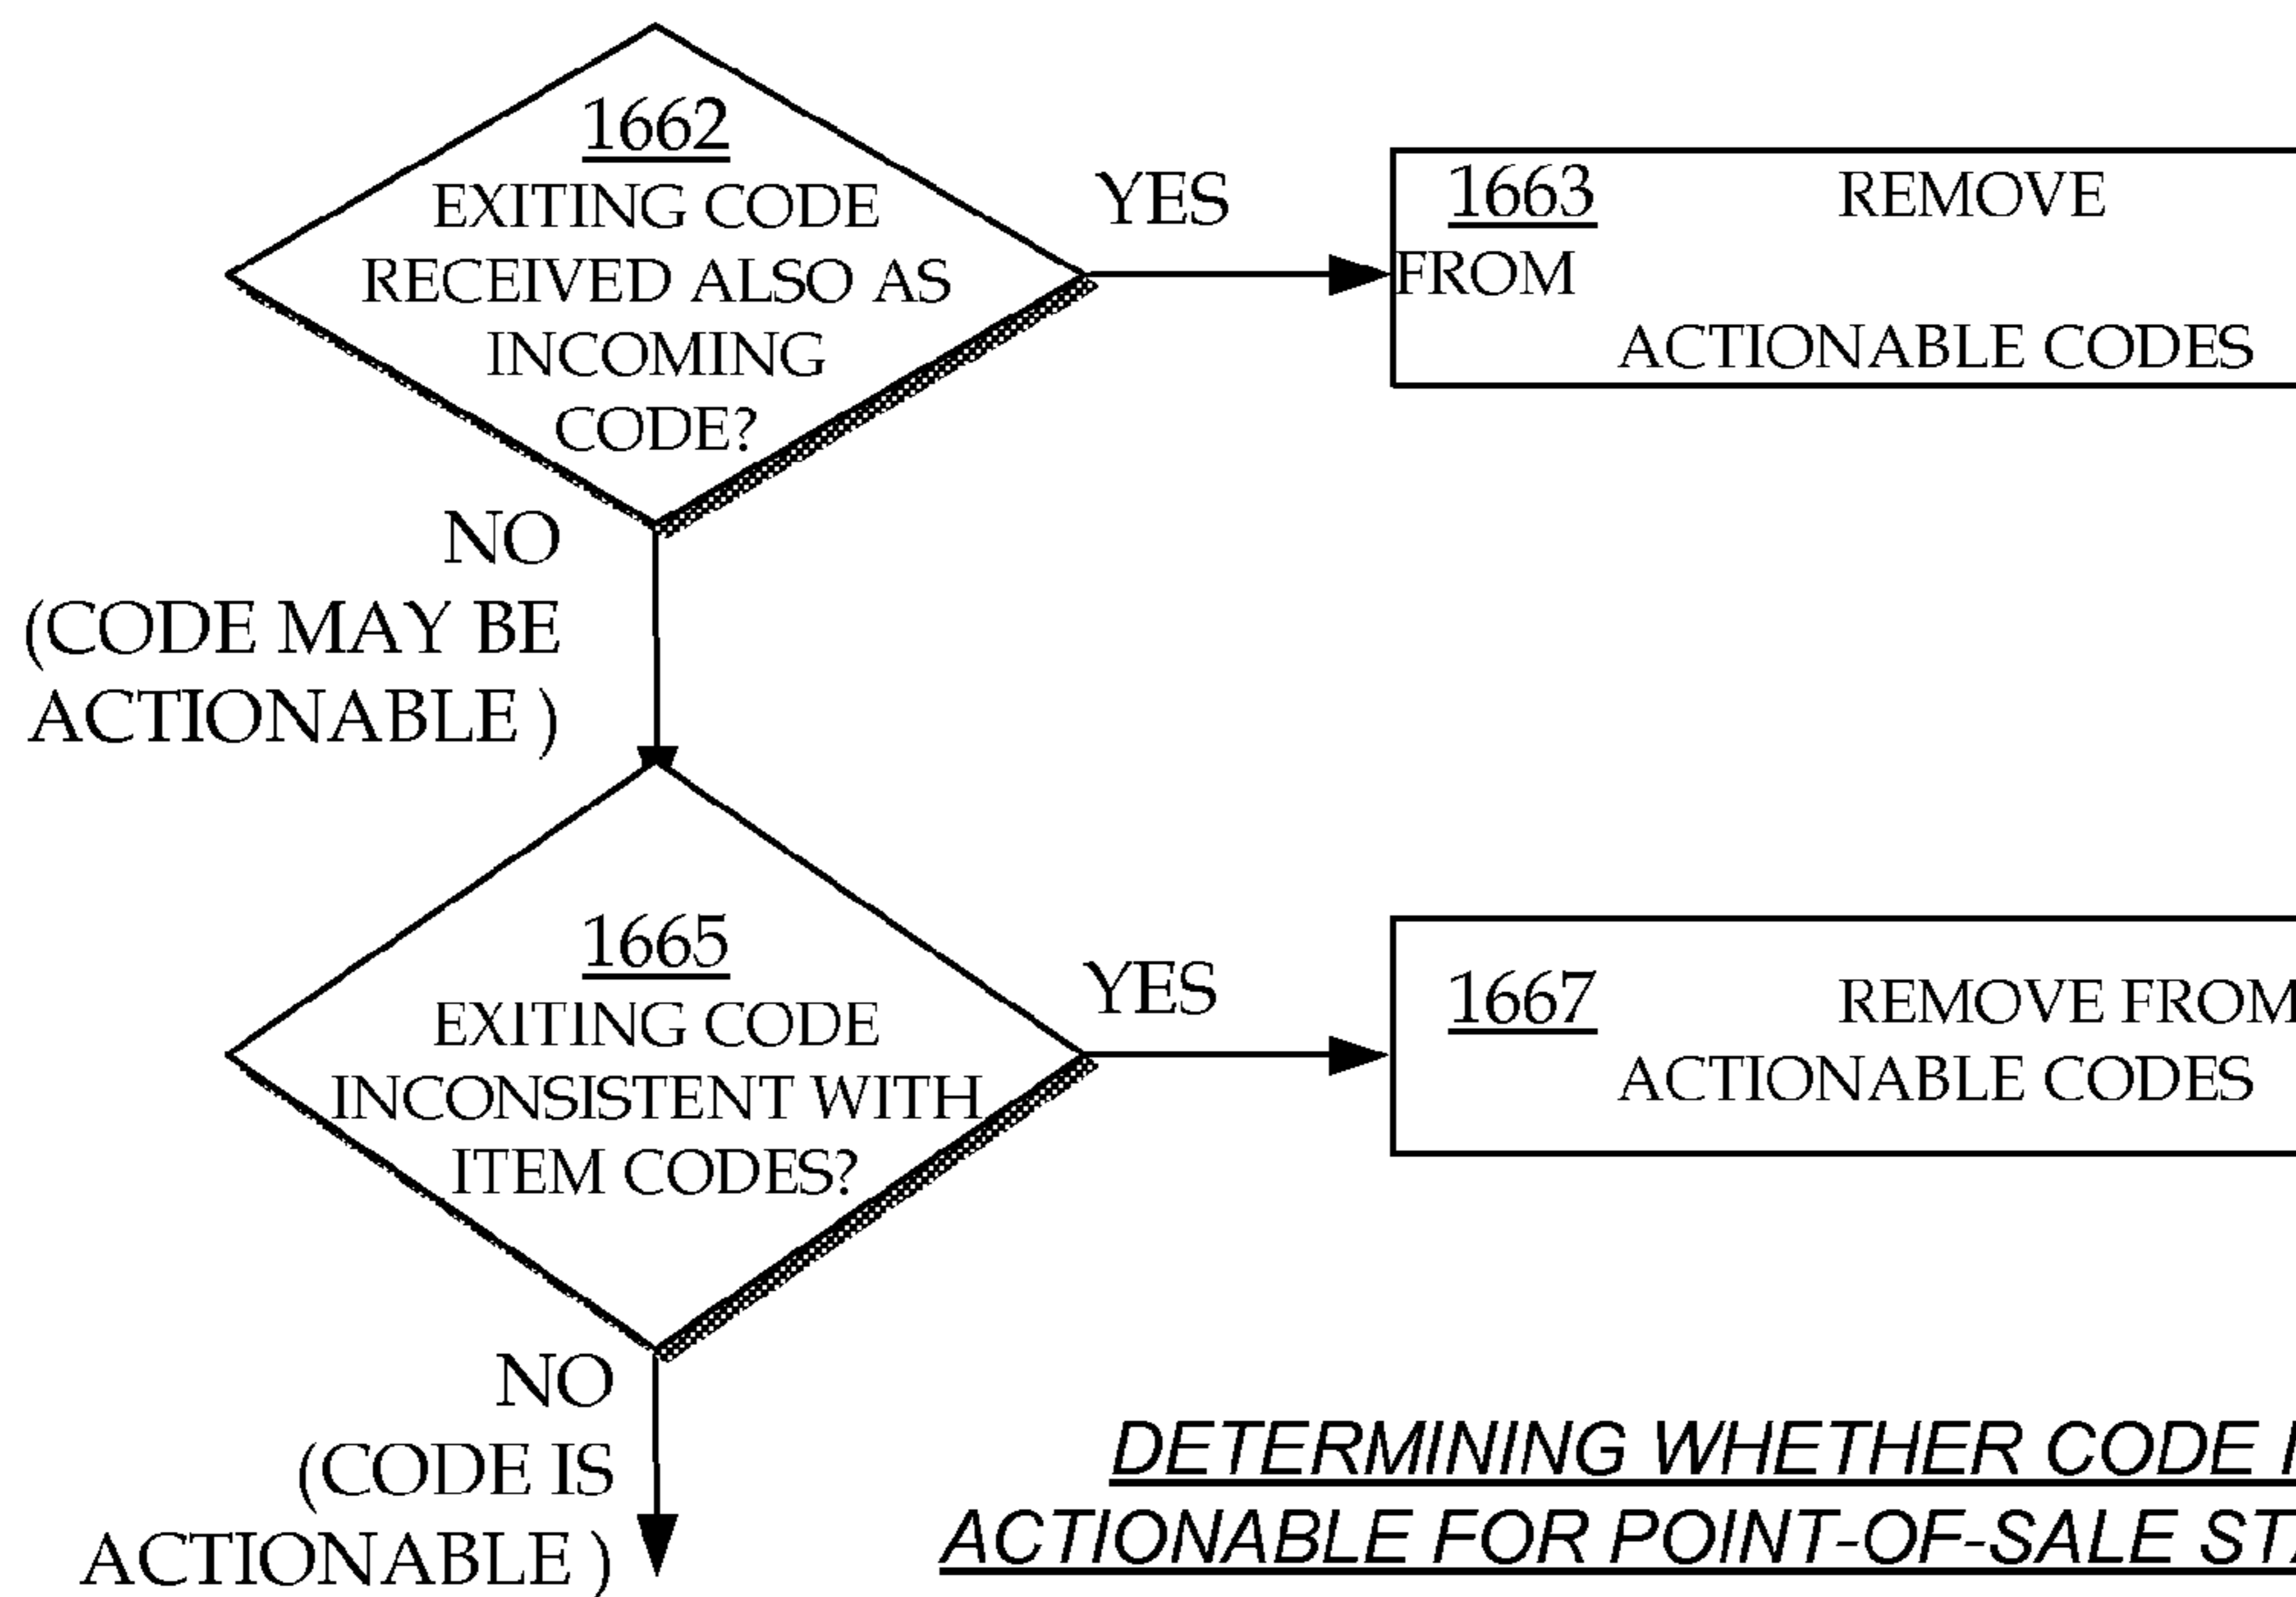 1662
EXITING CODE
RECEIVED ALSO AS
INCOMING
CODE?
YES
1663 REMOVE
FROM
ACTIONABLE CODES
NO
(CODE MAY BE
ACTIONABLE )
1665
EXITING CODE
INCONSISTENT WITH
ITEM CODES?
YES
1667 REMOVE FROM
ACTIONABLE CODES
NO
(CODE IS
ACTIONABLE )
DETERMINING WHETHER CODE
ACTIONABLE FOR POINT-OF-SALE